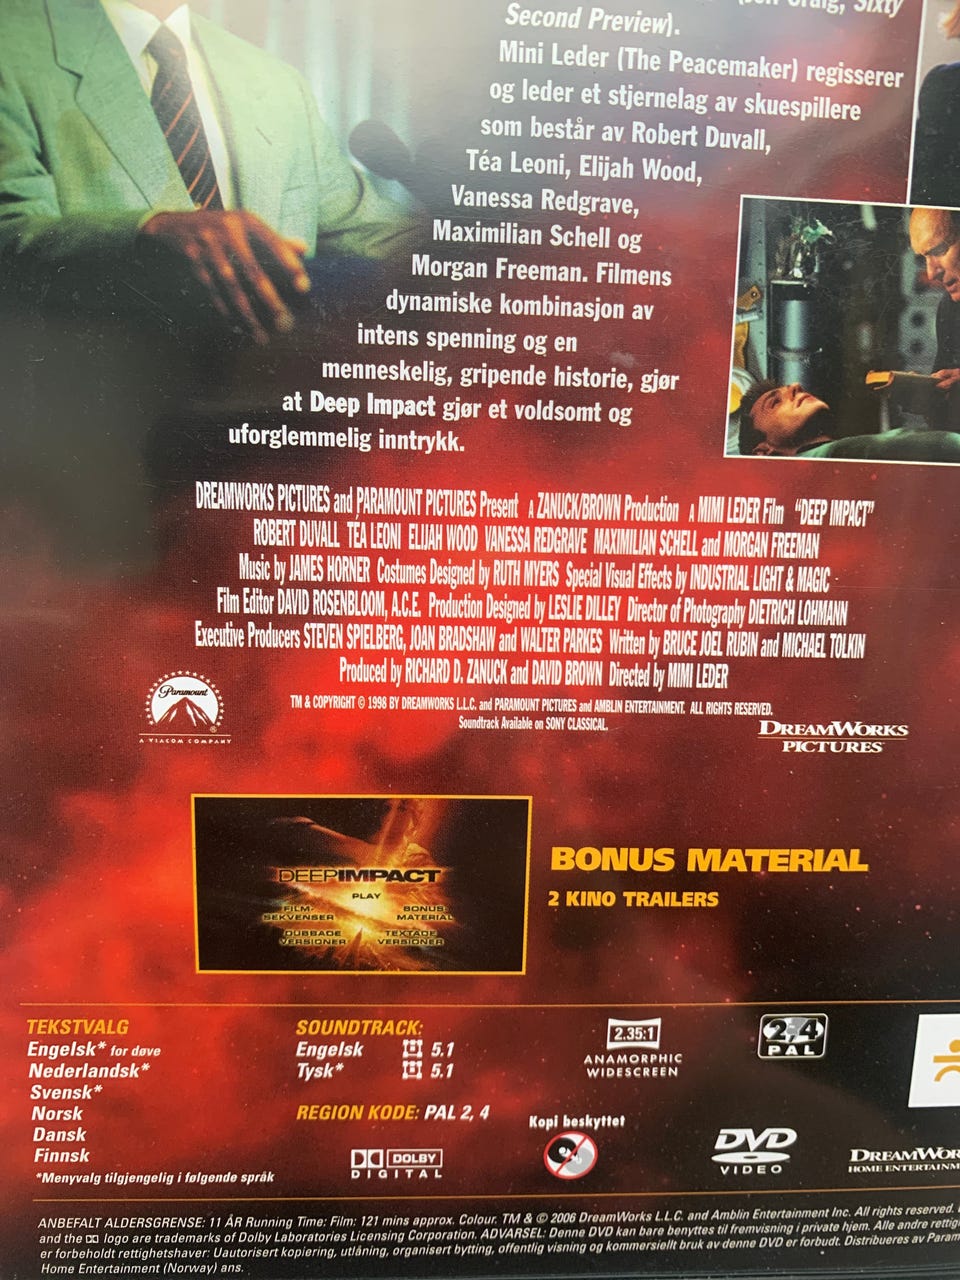 (Jeff Craig, Sixty
Second Preview).
Mini Leder (The Peacemaker) regisserer
og leder et stjernelag av skuespillere
som består av Robert Duvall,
Téa Leoni, Elijah Wood,
Vanessa Redgrave,
Maximilian Schell og
Morgan Freeman. Filmens
dynamiske kombinasjon av
intens spenning og en
menneskelig, gripende historie, gjør
at Deep Impact gjør et voldsomt og
uforglemmelig inntrykk.
DREAMWORKS PICTURES and PARAMOUNT PICTURES Present A ZANUCK/BROWN Production A MIMI LEDER Film "DEEP IMPACT"
ROBERT DUVALL TÉA LEONI ELIJAH WOOD VANESSA REDGRAVE MAXIMILIAN SCHELL and MORGAN FREEMAN
Music by JAMES HORNER Costumes Designed by RUTH MYERS Special Visual Effects by INDUSTRIAL LIGHT & MAGIC
Film Editor DAVID ROSENBLOOM, A.C.E. Production Designed by LESLIE DILLEY Director of Photography DIETRICH LOHMANN
Executive Producers STEVEN SPIELBERG, JOAN BRADSHAW and WALTER PARKES Written by BRUCE JOEL RUBIN and MICHAEL TOLKIN
Produced by RICHARD D. ZANUCK and DAVID BROWN Directed by MIMI LEDER
TM & COPYRIGHT © 1998 BY DREAMWORKS L.L.C. and PARAMOUNT PICTURES and AMBLIN ENTERTAINMENT. ALL RIGHTS RESERVED.
Soundtrack Available on SONY CLASSICAL.
Paramount
A VIACOM COMPANY
DREAMWORKS
PICTURES
DEEP IMPACT
PLAY
FILM-
SEKVENSER
BONUS-
MATERIAL
DUBBADE
VERSIONER
TEXTADE
VERSIONER
BONUS MATERIAL
2 KINO TRAILERS
TEKSTVALG
Engelsk* for døve
Nederlandsk*
Svensk*
Norsk
Dansk
Finnsk
*Menyvalg tilgjengelig i følgende språk
SOUNDTRACK:
Engelsk 5.1
Tysk* 5.1
REGION KODE: PAL 2, 4
DOLBY
DIGITAL
2.35:1
ANAMORPHIC
WIDESCREEN
Kopi beskyttet
2,4
PAL
DVD
VIDEO
DREAMWOR
HOME ENTERTAINM
ANBEFALT ALDERSGRENSE: 11 ÅR Running Time: Film: 121 mins approx. Colour. TM & © 2006 DreamWorks L.L.C. and Amblin Entertainment Inc. All rights reserved.
and the logo are trademarks of Dolby Laboratories Licensing Corporation. ADVARSEL: Denne DVD kan bare benyttes til fremvisning i private hjem. Alle andre rettig
er forbeholdt rettighetshaver: Uautorisert kopiering, utlåning, organisert bytting, offentlig visning og kommersiellt bruk av denne DVD er forbudt. Distribueres av Param
Home Entertainment (Norway) ans.